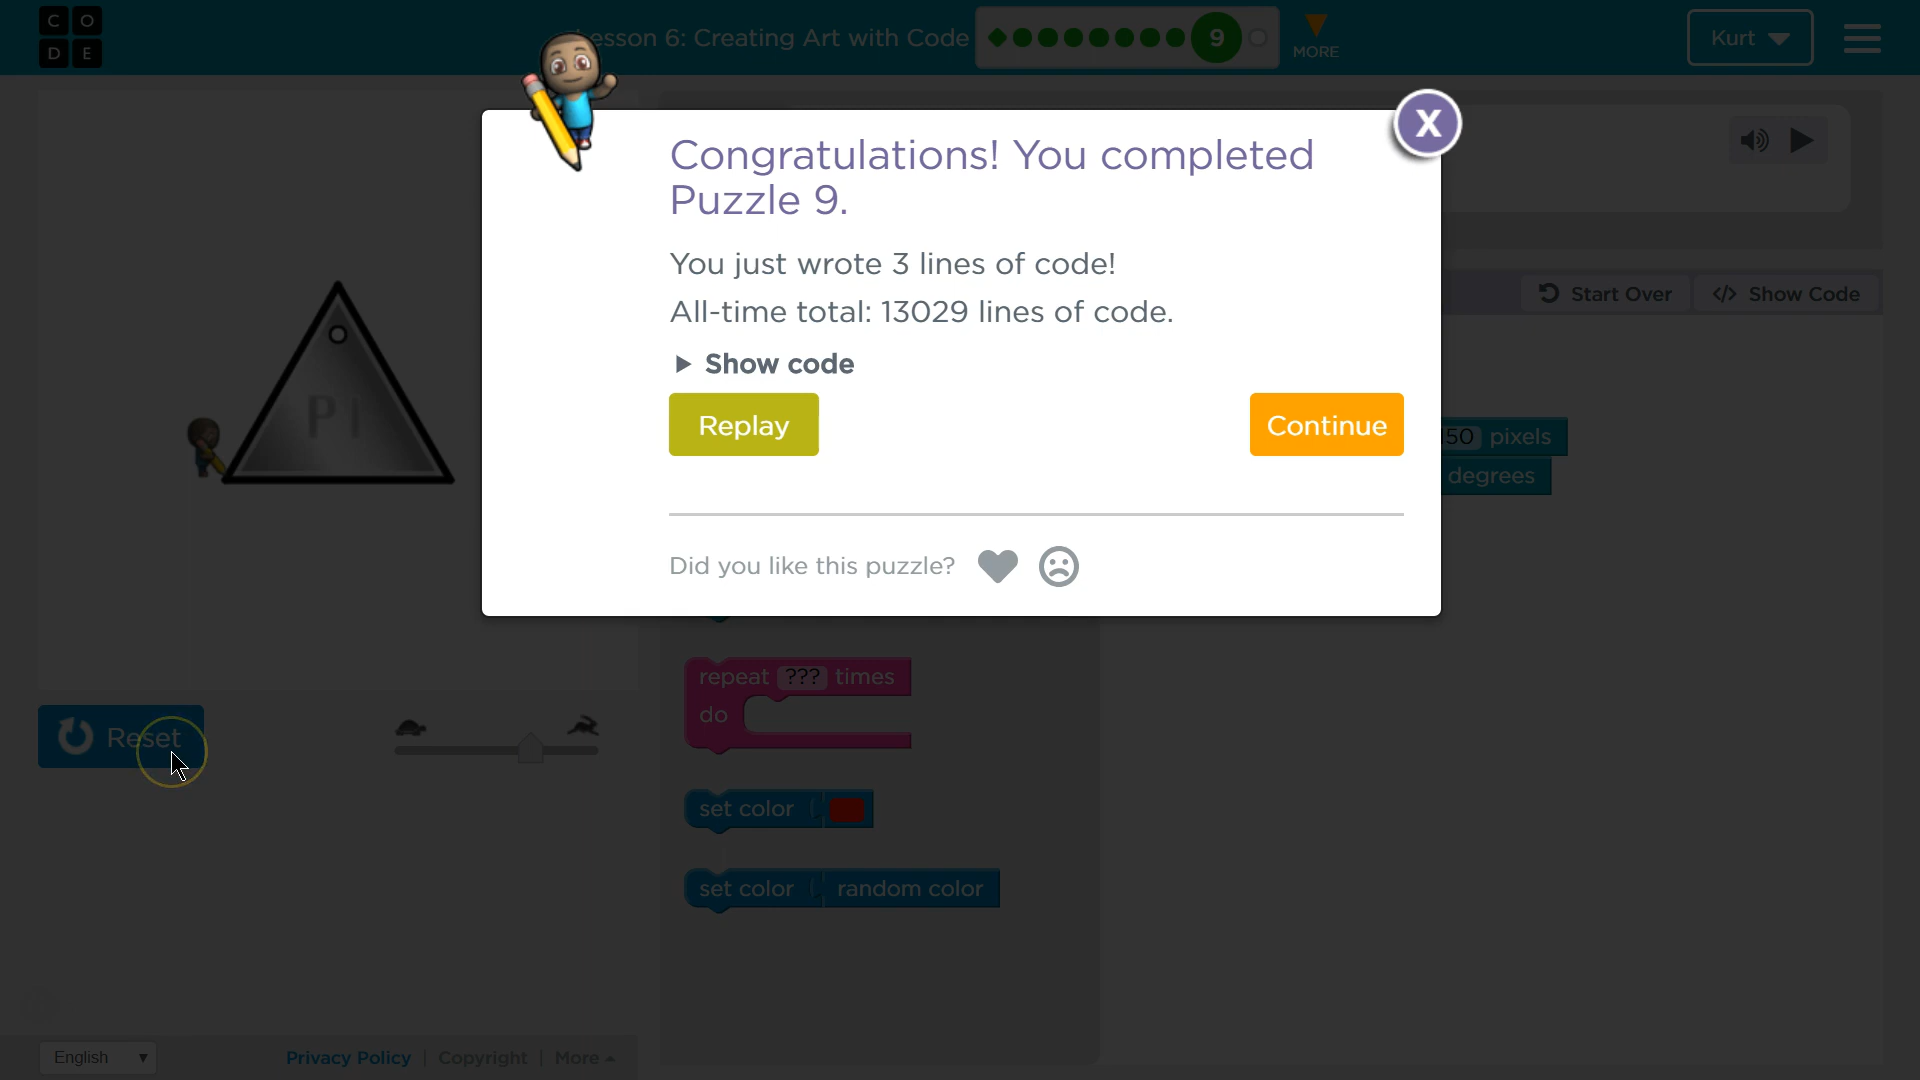 C O
D E
Lesson 6: Creating Art with Code
9
MORE
Kurt
X
Congratulations! You completed
Puzzle 9.
You just wrote 3 lines of code!
All-time total: 13029 lines of code.
Show code
Replay
Continue
Did you like this puzzle?
Start Over
</> Show Code
Pi
pixels
degrees
Reset
repeat ??? times
do
set color
set color random color
English
Privacy Policy | Copyright | More